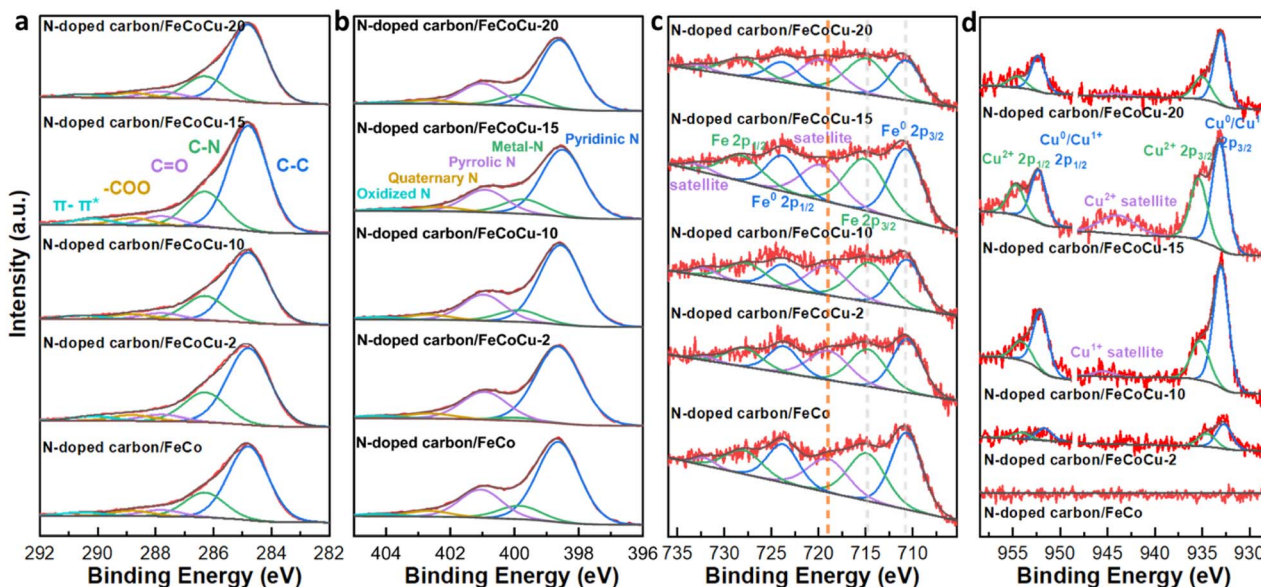 a
N-doped carbon/FeCoCu-20
N-doped carbon/FeCoCu-15
C-N
C=O
C-C
-COO
π- π*
N-doped carbon/FeCoCu-10
N-doped carbon/FeCoCu-2
N-doped carbon/FeCo
292 290 288 286 284 282
Binding Energy (eV)
Intensity (a.u.)
b
N-doped carbon/FeCoCu-20
N-doped carbon/FeCoCu-15
Metal-N
Pyridinic N
Pyrrolic N
Quaternary N
Oxidized N
N-doped carbon/FeCoCu-10
N-doped carbon/FeCoCu-2
N-doped carbon/FeCo
404 402 400 398 396
Binding Energy (eV)
c
N-doped carbon/FeCoCu-20
N-doped carbon/FeCoCu-15
Fe 2p1/2
satellite
Fe⁰ 2p3/2
satellite
Fe⁰ 2p1/2
Fe 2p3/2
N-doped carbon/FeCoCu-10
N-doped carbon/FeCoCu-2
N-doped carbon/FeCo
735 730 725 720 715 710
Binding Energy (eV)
d
N-doped carbon/FeCoCu-20
Cu⁰/Cu¹⁺
2p1/2
Cu²⁺ 2p1/2
Cu²⁺ 2p3/2
Cu⁰/Cu¹
2p3/2
Cu²⁺ satellite
N-doped carbon/FeCoCu-15
Cu¹⁺ satellite
N-doped carbon/FeCoCu-10
N-doped carbon/FeCoCu-2
N-doped carbon/FeCo
955 950 945 940 935 930
Binding Energy (eV)